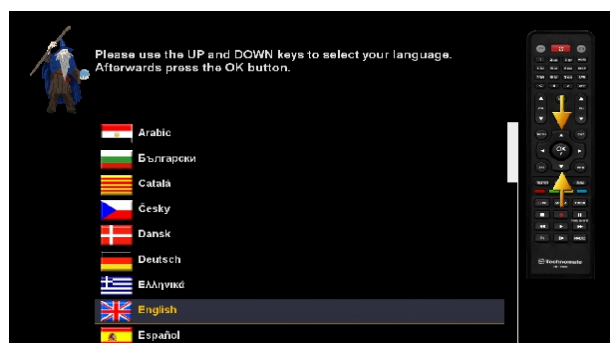 Please use the UP and DOWN keys to select your language.
Afterwards press the OK button.
Arabic
Български
Català
Česky
Dansk
Deutsch
Ελληνικά
English
Español
OK
Technomate